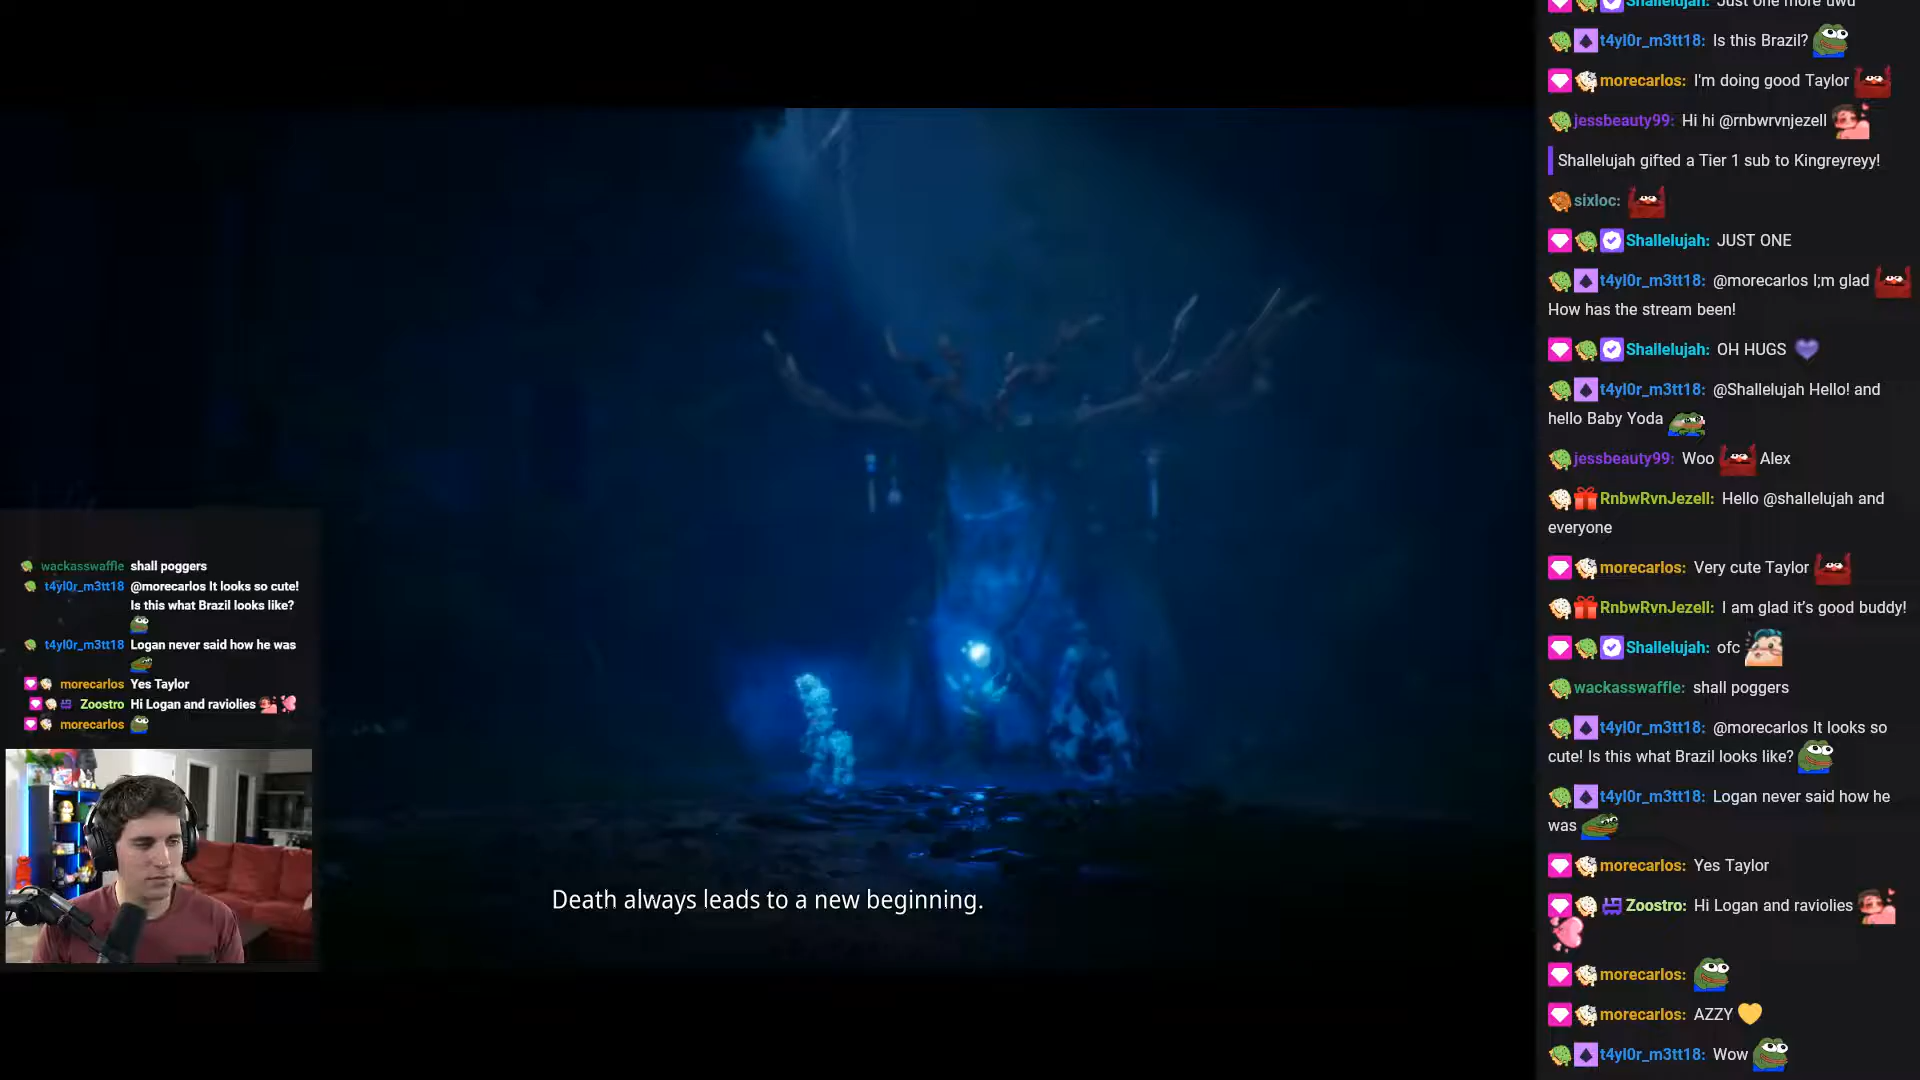 wackasswaffle shall poggers
t4yl0r_m3tt18 @morecarlos It looks so cute!
Is this what Brazil looks like?
t4yl0r_m3tt18 Logan never said how he was
morecarlos Yes Taylor
Zoostro Hi Logan and raviolies
morecarlos
Death always leads to a new beginning.
Shallelujah: Just one more uwu
t4yl0r_m3tt18: Is this Brazil?
morecarlos: I'm doing good Taylor
jessbeauty99: Hi hi @rnbwrvnjezell
Shallelujah gifted a Tier 1 sub to Kingreyreyy!
sixloc:
Shallelujah: JUST ONE
t4yl0r_m3tt18: @morecarlos I;m glad
How has the stream been!
Shallelujah: OH HUGS
t4yl0r_m3tt18: @Shallelujah Hello! and
hello Baby Yoda
jessbeauty99: Woo Alex
RnbwRvnJezell: Hello @shallelujah and
everyone
morecarlos: Very cute Taylor
RnbwRvnJezell: I am glad it’s good buddy!
Shallelujah: ofc
wackasswaffle: shall poggers
t4yl0r_m3tt18: @morecarlos It looks so
cute! Is this what Brazil looks like?
t4yl0r_m3tt18: Logan never said how he
was
morecarlos: Yes Taylor
Zoostro: Hi Logan and raviolies
morecarlos:
morecarlos: AZZY
t4yl0r_m3tt18: Wow